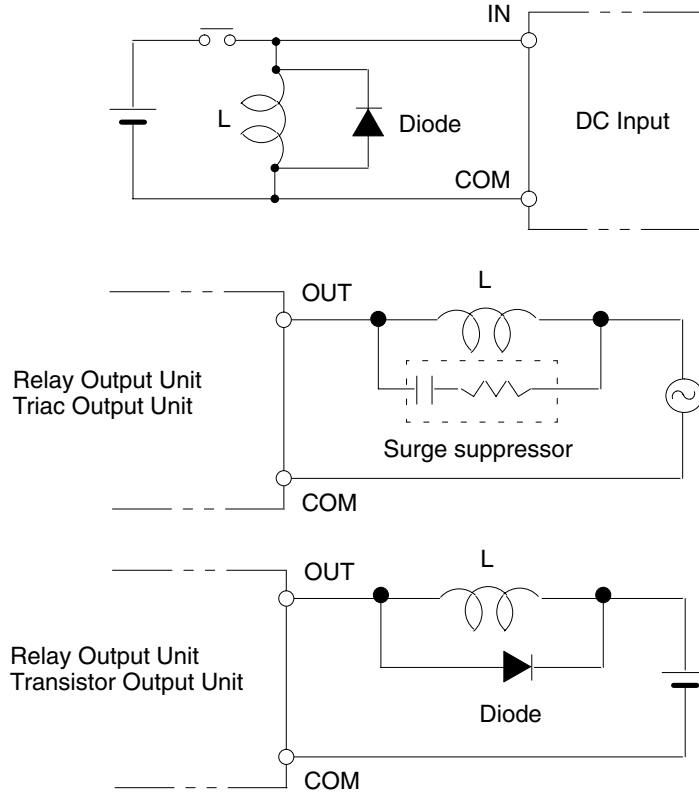 IN
L
Diode
DC Input
COM
OUT
L
Relay Output Unit
Triac Output Unit
Surge suppressor
COM
OUT
L
Relay Output Unit
Transistor Output Unit
Diode
COM